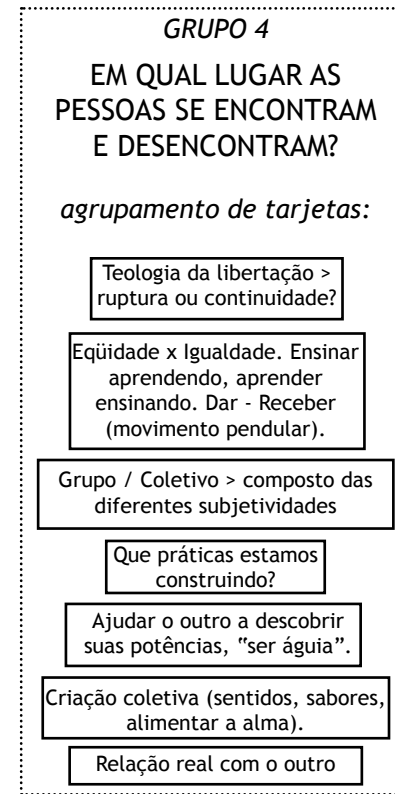 GRUPO 4
EM QUAL LUGAR AS
PESSOAS SE ENCONTRAM
E DESENCONTRAM?
agrupamento de tarjetas:
Teologia da libertação >
ruptura ou continuidade?
Eqüidade x Igualdade. Ensinar
aprendendo, aprender
ensinando. Dar - Receber
(movimento pendular).
Grupo / Coletivo > composto das
diferentes subjetividades
Que práticas estamos
construindo?
Ajudar o outro a descobrir
suas potências, “ser águia”.
Criação coletiva (sentidos, sabores,
alimentar a alma).
Relação real com o outro